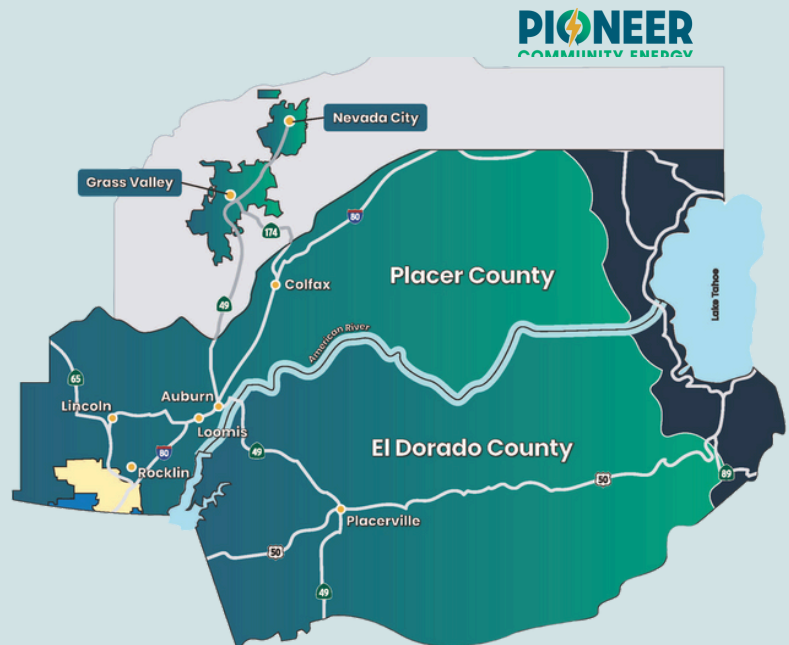 PIONEER
COMMUNITY ENERGY
Nevada City
Grass Valley
174
80
Placer County
Colfax
49
Lake Tahoe
American River
65
Auburn
Lincoln
Loomis
El Dorado County
80
49
Rocklin
50
89
Placerville
50
49